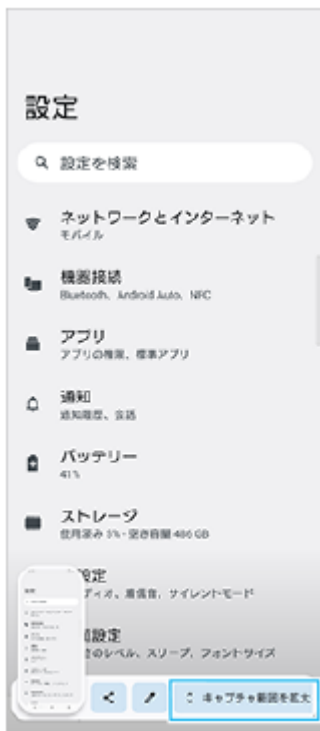 設定
設定を検索
ネットワークとインターネット
モバイル
機器接続
Bluetooth、Android Auto、NFC
アプリ
アプリの権限、標準アプリ
通知
通知履歴、会話
バッテリー
41%
ストレージ
使用済み 5% - 空き容量 486 GB
設定
ディオ、着信音、サイレントモード
面設定
さのレベル、スリープ、フォントサイズ
キャプチャ範囲を拡大